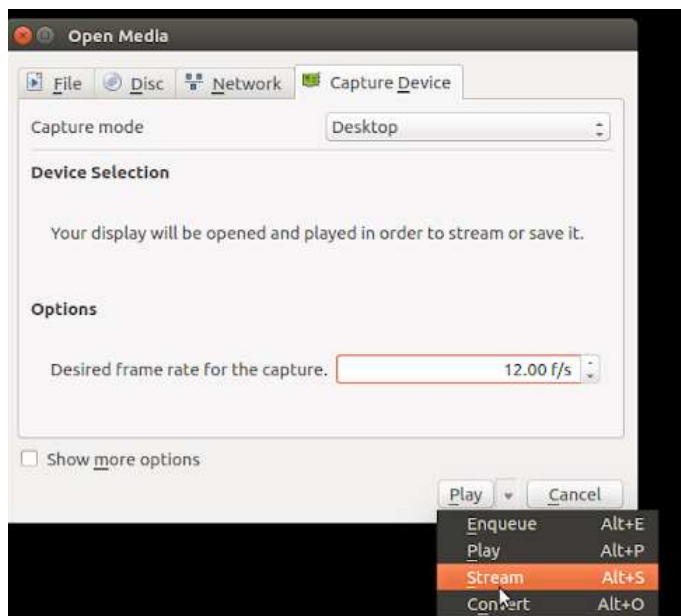 Open Media
File Disc Network Capture Device
Capture mode Desktop
Device Selection
Your display will be opened and played in order to stream or save it.
Options
Desired frame rate for the capture. 12.00 f/s
Show more options
Play Cancel
Enqueue Alt+E
Play Alt+P
Stream Alt+S
Convert Alt+O